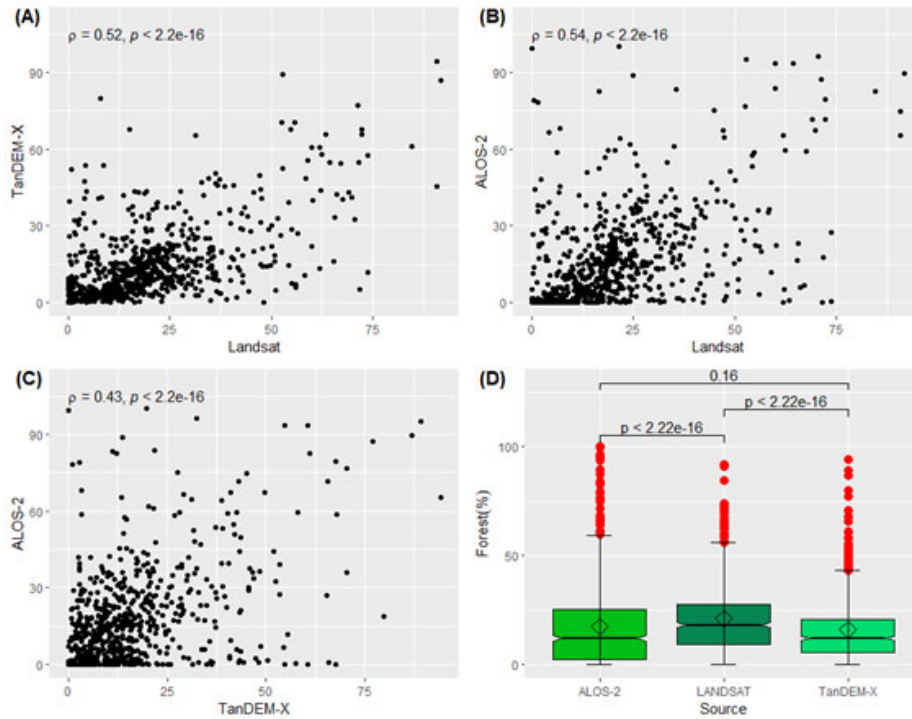 (A)
ρ = 0.52, p < 2.2e-16
TanDEM-X
90
60
30
0
0 25 50 75
Landsat
(B)
ρ = 0.54, p < 2.2e-16
ALOS-2
90
60
30
0
0 25 50 75
Landsat
(C)
ρ = 0.43, p < 2.2e-16
ALOS-2
90
60
30
0
0 30 60 90
TanDEM-X
(D)
0.16
p < 2.22e-16
p < 2.22e-16
Forest(%)
100
50
0
ALOS-2 LANDSAT TanDEM-X
Source